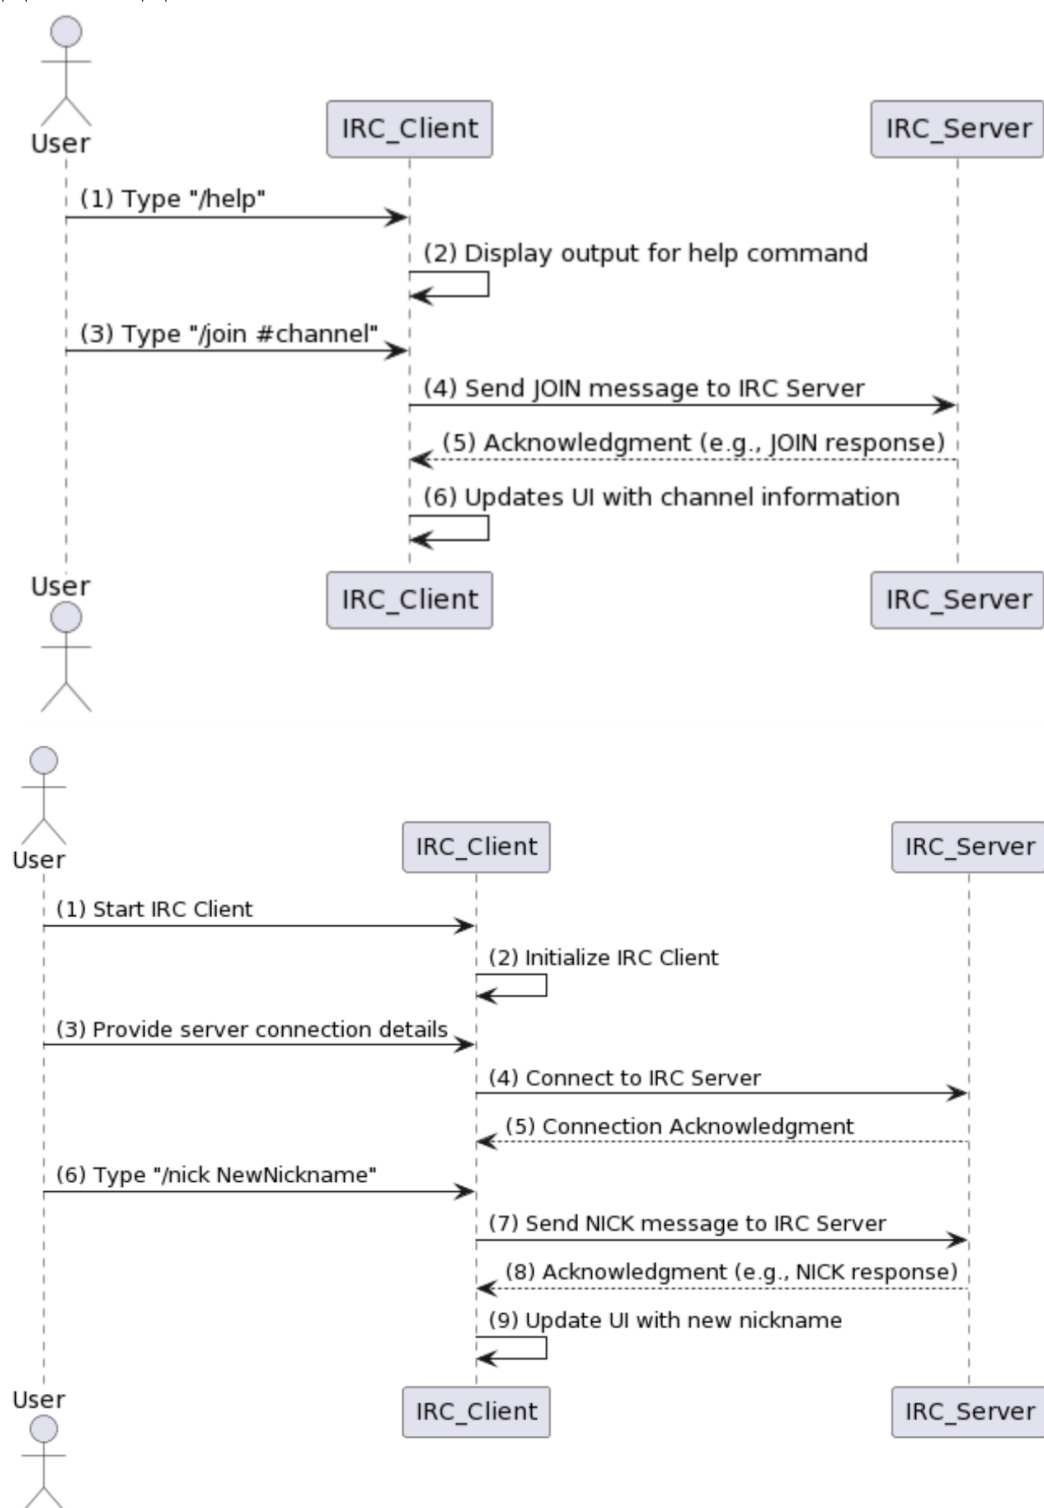 User
IRC_Client
IRC_Server
(1) Type "/help"
(2) Display output for help command
(3) Type "/join #channel"
(4) Send JOIN message to IRC Server
(5) Acknowledgment (e.g., JOIN response)
(6) Updates UI with channel information
User
IRC_Client
IRC_Server
User
IRC_Client
IRC_Server
(1) Start IRC Client
(2) Initialize IRC Client
(3) Provide server connection details
(4) Connect to IRC Server
(5) Connection Acknowledgment
(6) Type "/nick NewNickname"
(7) Send NICK message to IRC Server
(8) Acknowledgment (e.g., NICK response)
(9) Update UI with new nickname
User
IRC_Client
IRC_Server